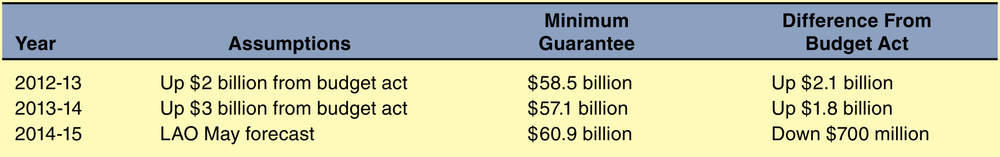 Year Assumptions Minimum Guarantee Difference From Budget Act
2012-13 Up $2 billion from budget act $58.5 billion Up $2.1 billion
2013-14 Up $3 billion from budget act $57.1 billion Up $1.8 billion
2014-15 LAO May forecast $60.9 billion Down $700 million